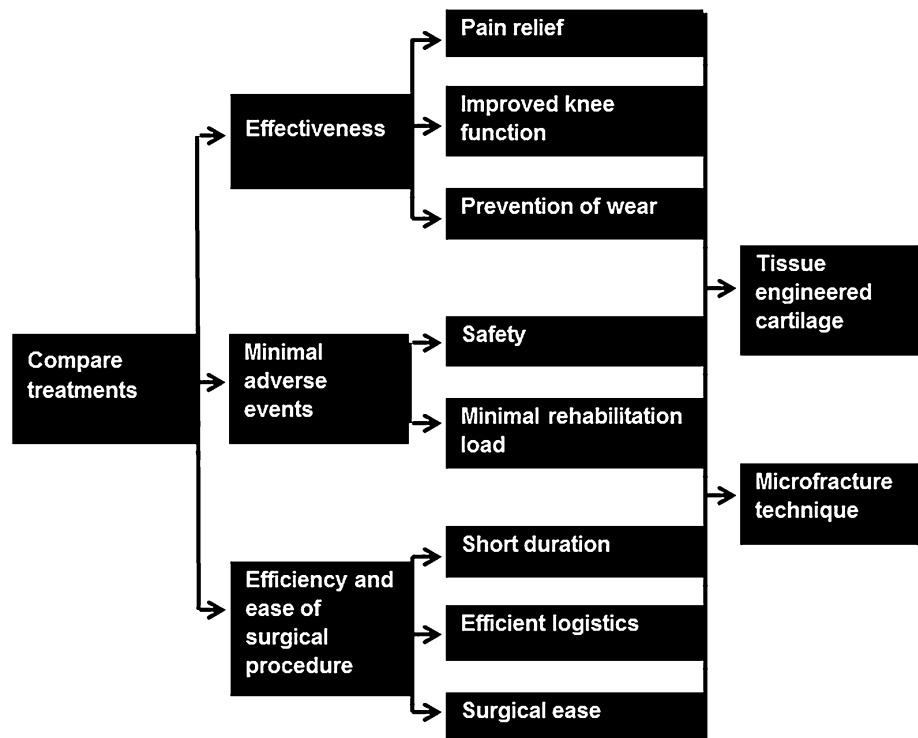 Compare
treatments
Effectiveness
Minimal
adverse
events
Efficiency and
ease of
surgical
procedure
Pain relief
Improved knee
function
Prevention of wear
Safety
Minimal rehabilitation
load
Short duration
Efficient logistics
Surgical ease
Tissue
engineered
cartilage
Microfracture
technique